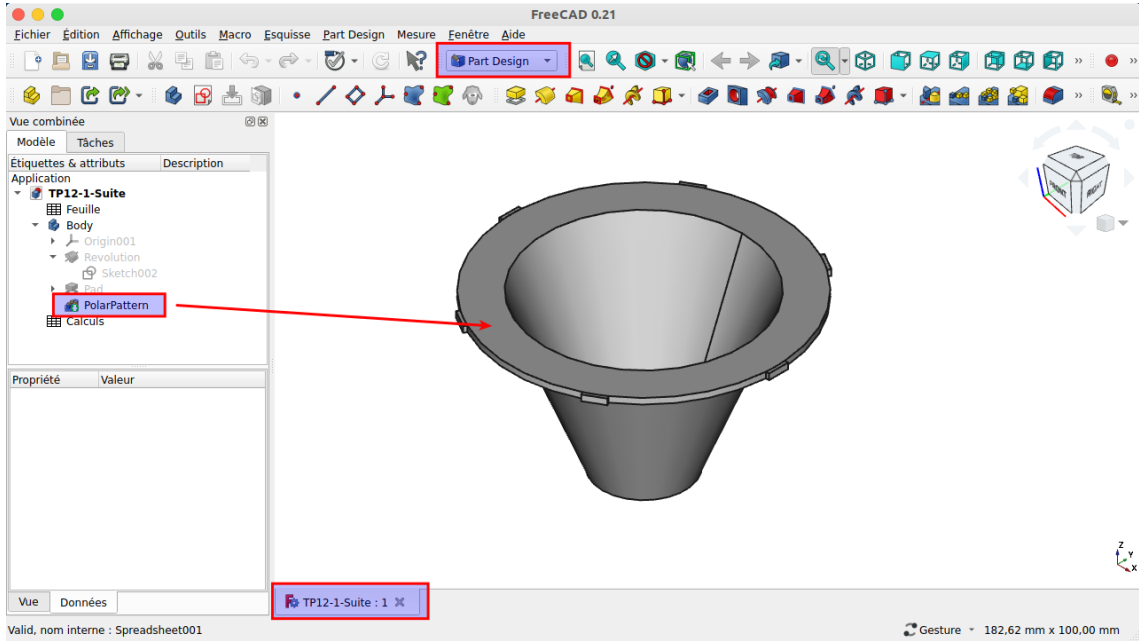 FreeCAD 0.21
Fichier Édition Affichage Outils Macro Esquisse Part Design Mesure Fenêtre Aide
Part Design
Vue combinée
Modèle Tâches
Étiquettes & attributs Description
Application
TP12-1-Suite
Feuille
Body
Origin001
Revolution
Sketch002
Pad
PolarPattern
Calculs
Propriété Valeur
FRONT RIGHT
Z
Y
X
Vue Données
TP12-1-Suite : 1
Valid, nom interne : Spreadsheet001
Gesture 182,62 mm x 100,00 mm